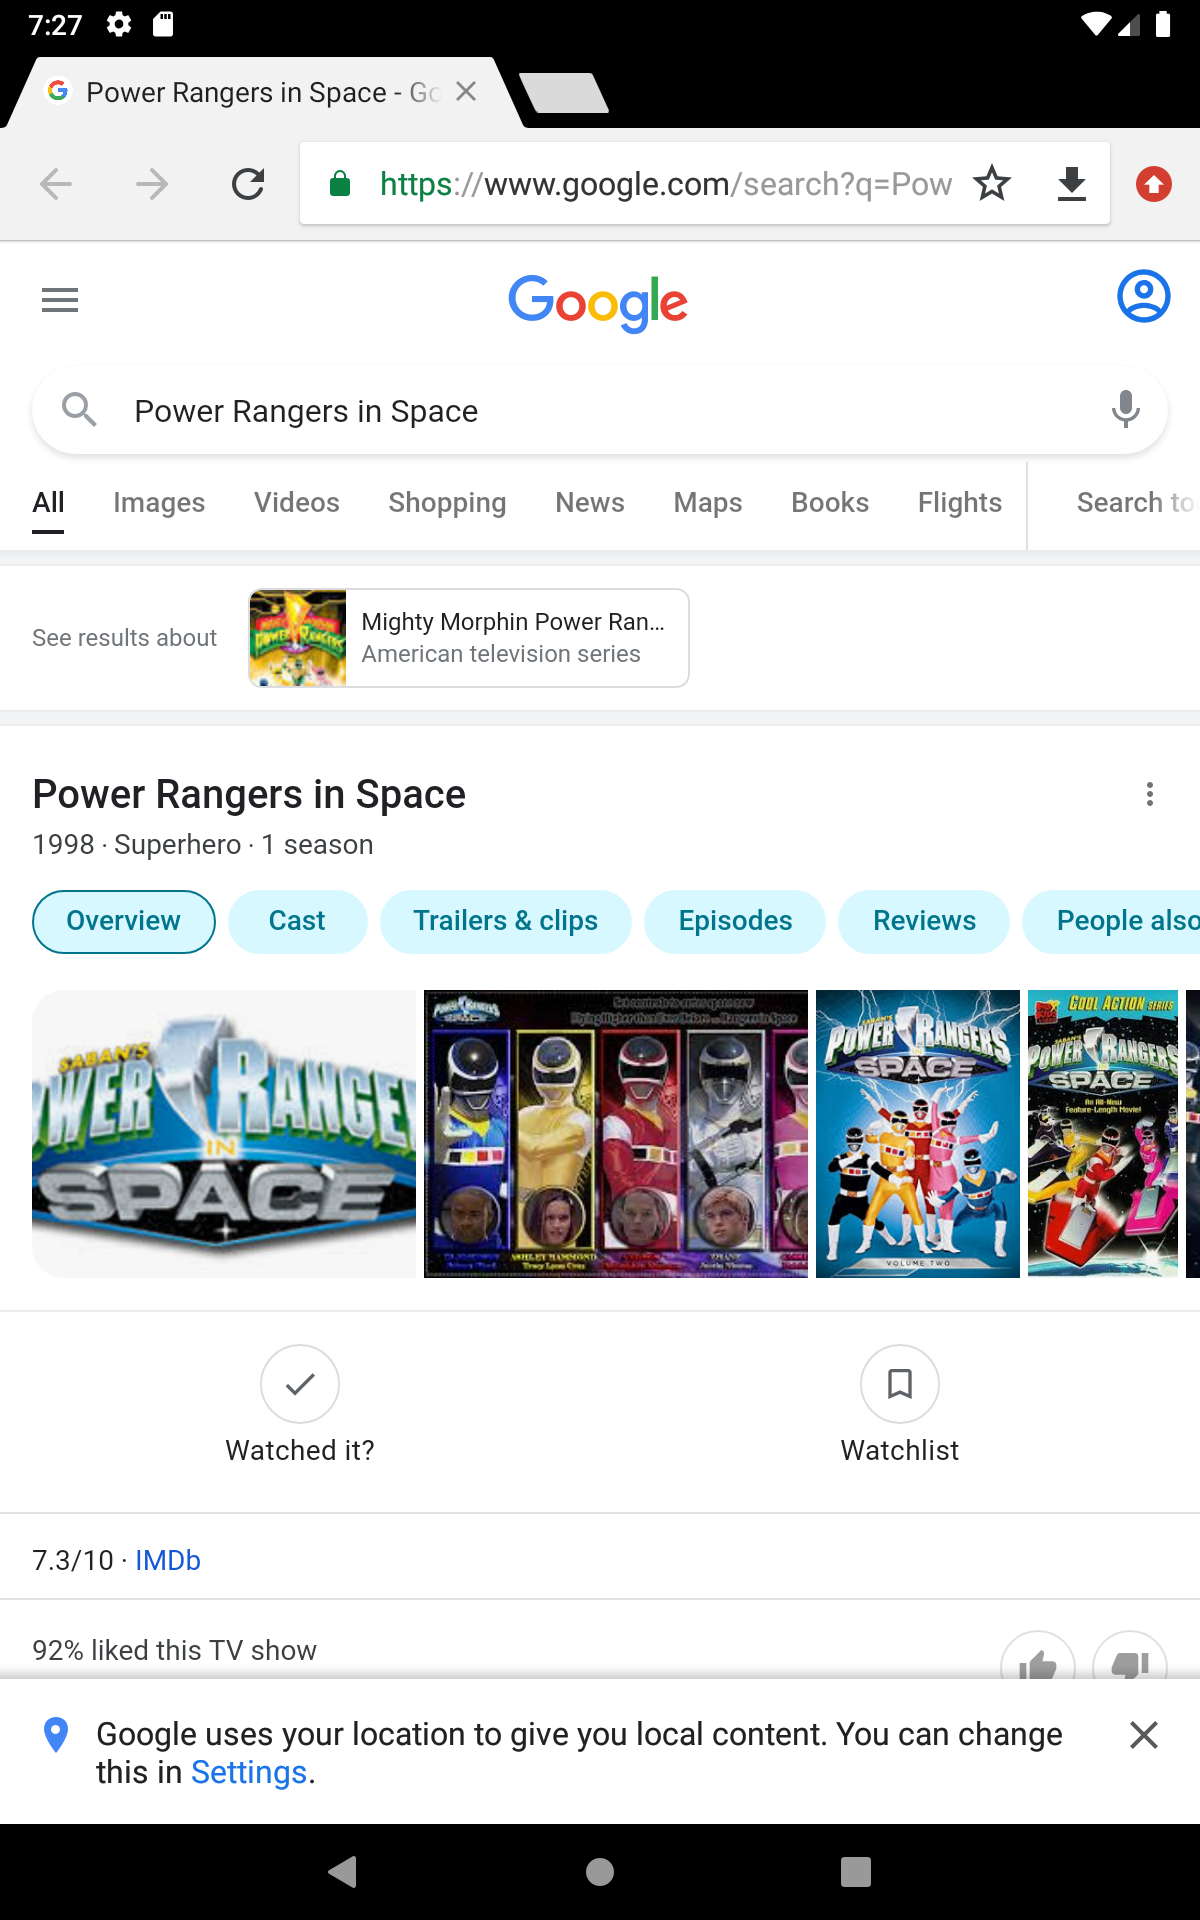 7:27
Power Rangers in Space - Go
https://www.google.com/search?q=Pow
Google
Power Rangers in Space
All Images Videos Shopping News Maps Books Flights Search to
See results about
Mighty Morphin Power Ran...
American television series
Power Rangers in Space
1998 · Superhero · 1 season
Overview Cast Trailers & clips Episodes Reviews People also
SABAN'S
OWER RANGE
IN
SPACE
ASHLEY HAMMOND
POWER RANGERS
SPACE
VOLUME TWO
COOL ACTION SERIES
POWER RANGERS
SPACE
An All-New
Feature-Length Movie!
Watched it? Watchlist
7.3/10 · IMDb
92% liked this TV show
Google uses your location to give you local content. You can change
this in Settings.